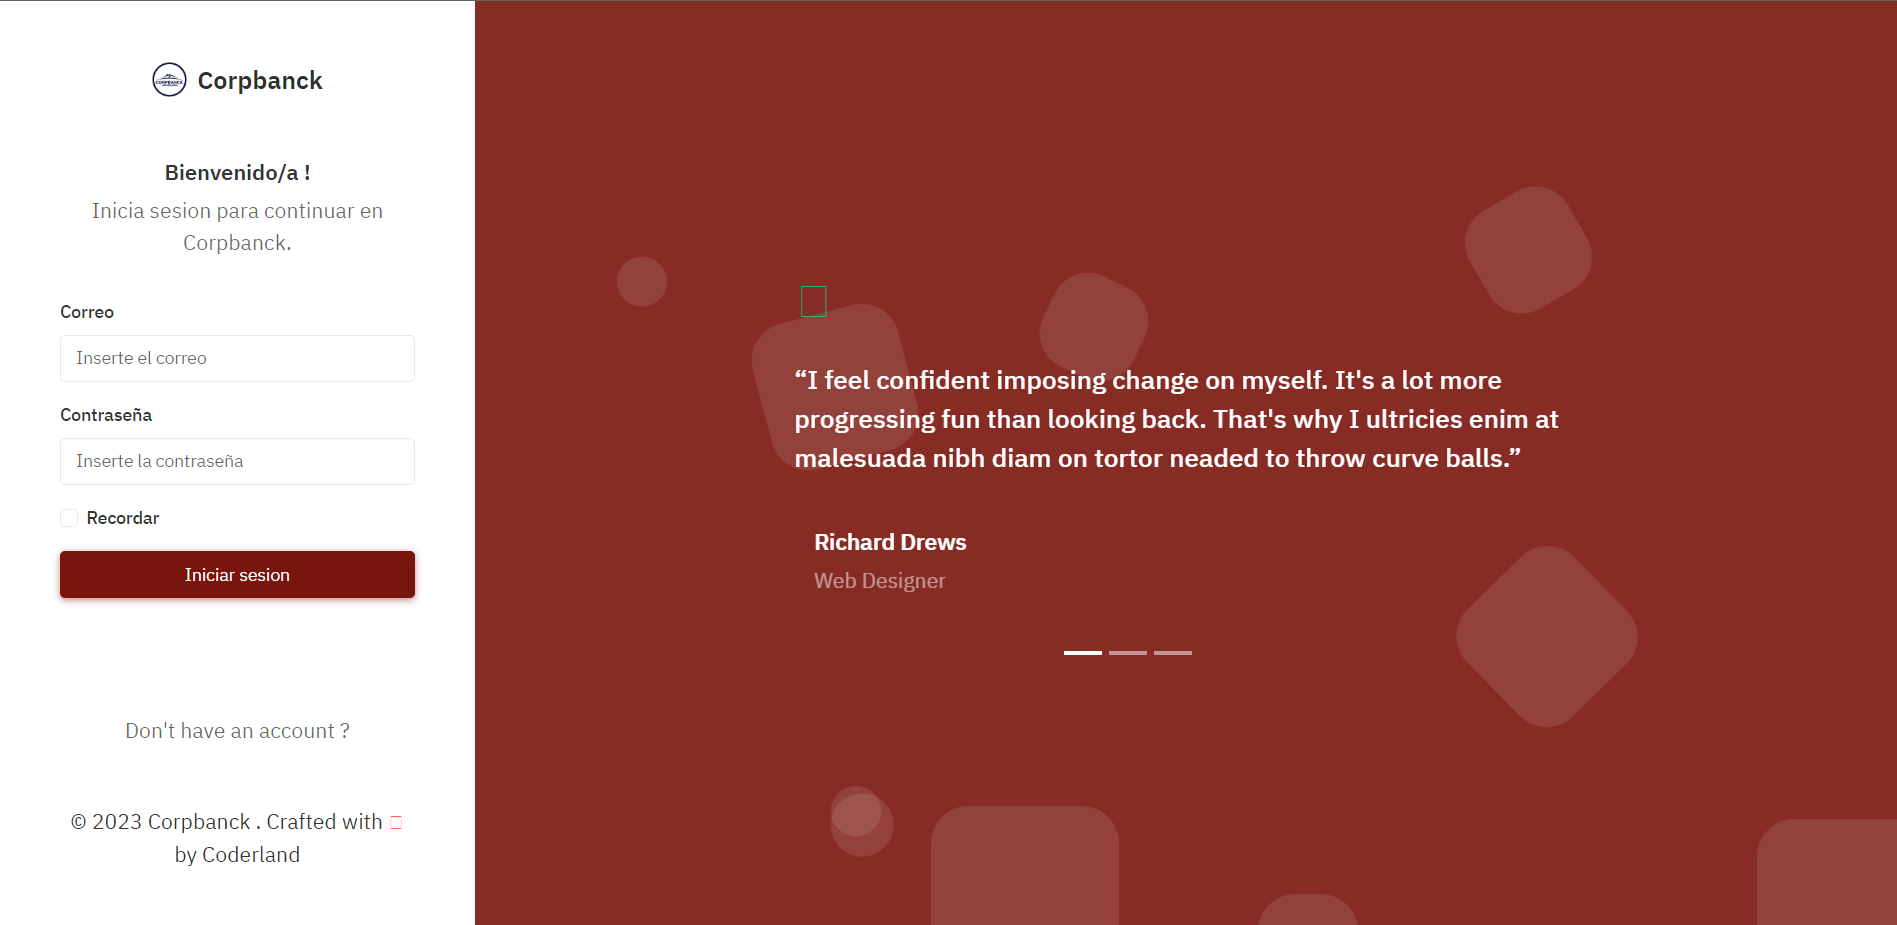 CORPBANCK
Corpbanck
Bienvenido/a !
Inicia sesion para continuar en
Corpbanck.
Correo
Inserte el correo
Contraseña
Inserte la contraseña
Recordar
Iniciar sesion
Don't have an account ?
© 2023 Corpbanck . Crafted with
by Coderland
“I feel confident imposing change on myself. It's a lot more
progressing fun than looking back. That's why I ultricies enim at
malesuada nibh diam on tortor neaded to throw curve balls.”
Richard Drews
Web Designer